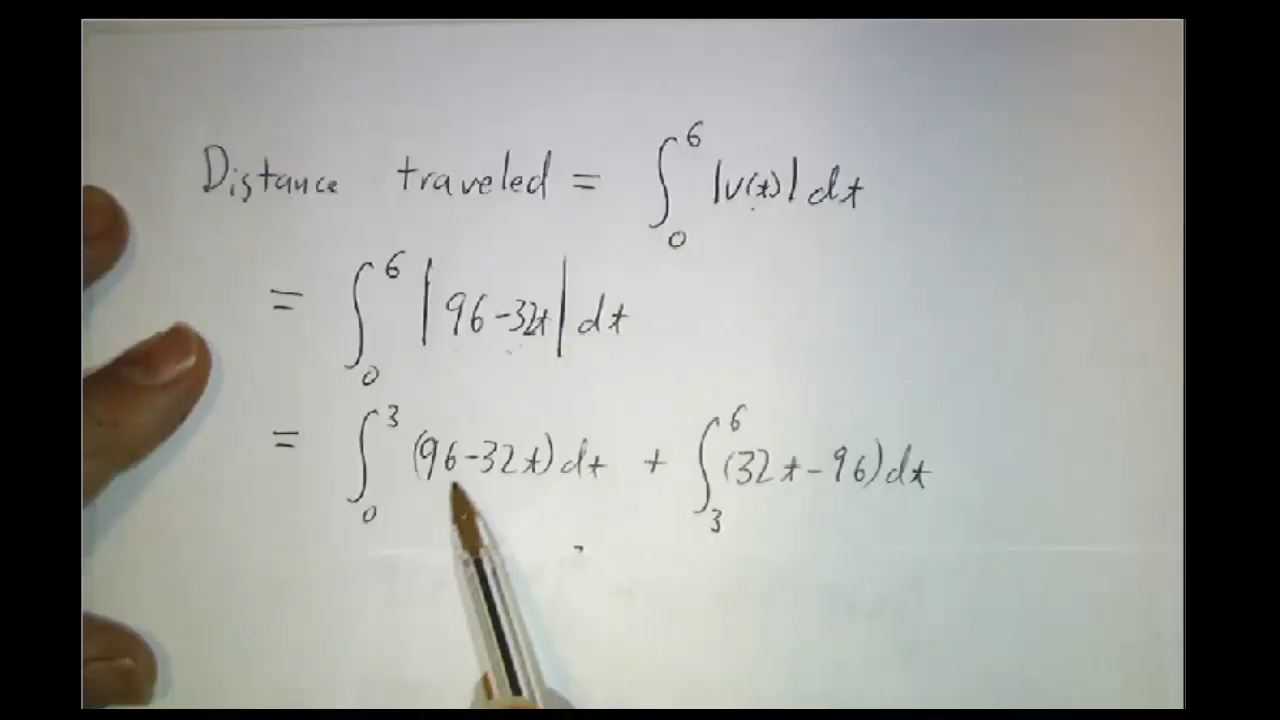 Distance traveled = ∫₀⁶ |v(t)| dt
= ∫₀⁶ |96-32t| dt
= ∫₀³ (96-32t) dt + ∫₃⁶ (32t-96) dt